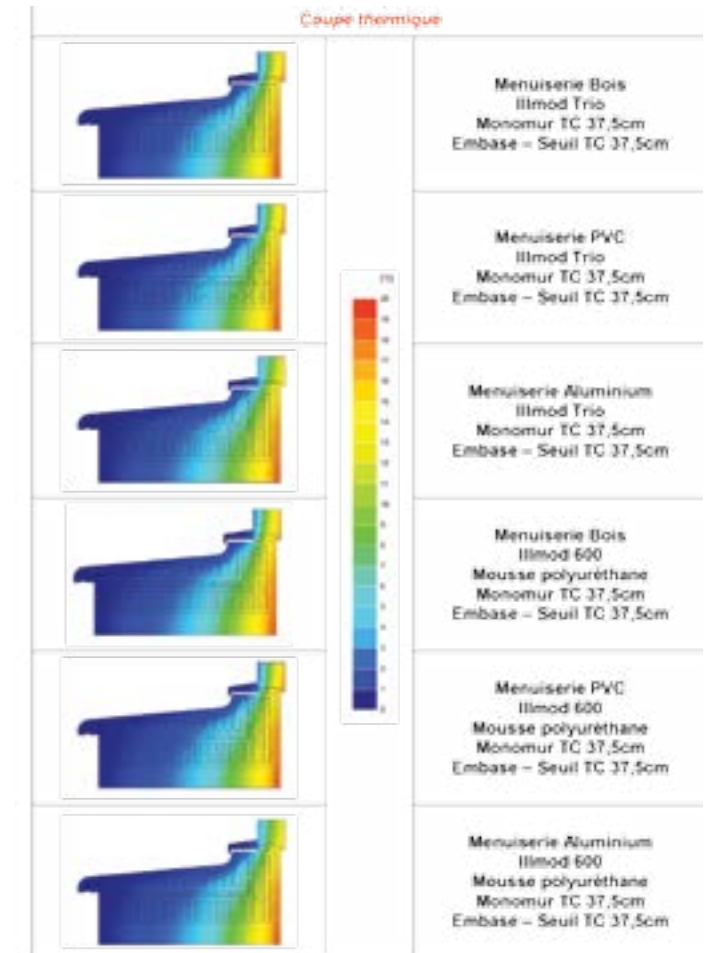 Coupe thermique
Menuiserie Bois
Illmod Trio
Monomur TC 37,5cm
Embase – Seuil TC 37,5cm
Menuiserie PVC
Illmod Trio
Monomur TC 37,5cm
Embase – Seuil TC 37,5cm
Menuiserie Aluminium
Illmod Trio
Monomur TC 37,5cm
Embase – Seuil TC 37,5cm
Menuiserie Bois
Illmod 600
Mousse polyuréthane
Monomur TC 37,5cm
Embase – Seuil TC 37,5cm
Menuiserie PVC
Illmod 600
Mousse polyuréthane
Monomur TC 37,5cm
Embase – Seuil TC 37,5cm
Menuiserie Aluminium
Illmod 600
Mousse polyuréthane
Monomur TC 37,5cm
Embase – Seuil TC 37,5cm